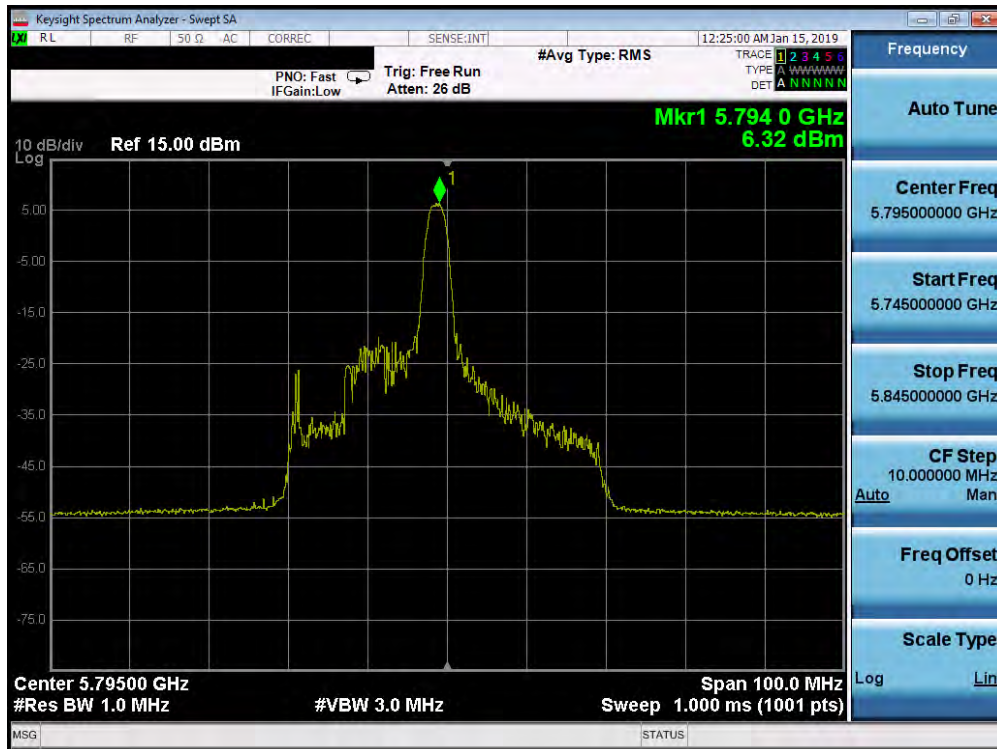 Keysight Spectrum Analyzer - Swept SA
LXI RL RF 50 Ω AC CORREC SENSE:INT 12:25:00 AM Jan 15, 2019
#Avg Type: RMS TRACE 1 2 3 4 5 6
PNO: Fast Trig: Free Run TYPE A WWWWW
IFGain:Low Atten: 26 dB DET A N N N N N
Mkr1 5.794 0 GHz
6.32 dBm
10 dB/div Ref 15.00 dBm
Log
1
5.00
-5.00
-15.0
-25.0
-35.0
-45.0
-55.0
-65.0
-75.0
Center 5.79500 GHz Span 100.0 MHz
#Res BW 1.0 MHz #VBW 3.0 MHz Sweep 1.000 ms (1001 pts)
MSG STATUS
Frequency
Auto Tune
Center Freq
5.795000000 GHz
Start Freq
5.745000000 GHz
Stop Freq
5.845000000 GHz
CF Step
10.000000 MHz
Auto Man
Freq Offset
0 Hz
Scale Type
Log Lin